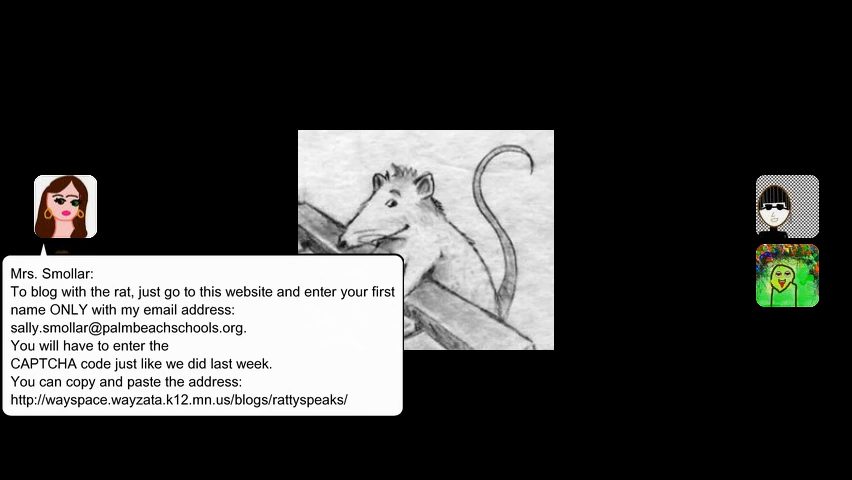 Mrs. Smollar:
To blog with the rat, just go to this website and enter your first
name ONLY with my email address:
sally.smollar@palmbeachschools.org.
You will have to enter the
CAPTCHA code just like we did last week.
You can copy and paste the address:
http://wayspace.wayzata.k12.mn.us/blogs/rattyspeaks/